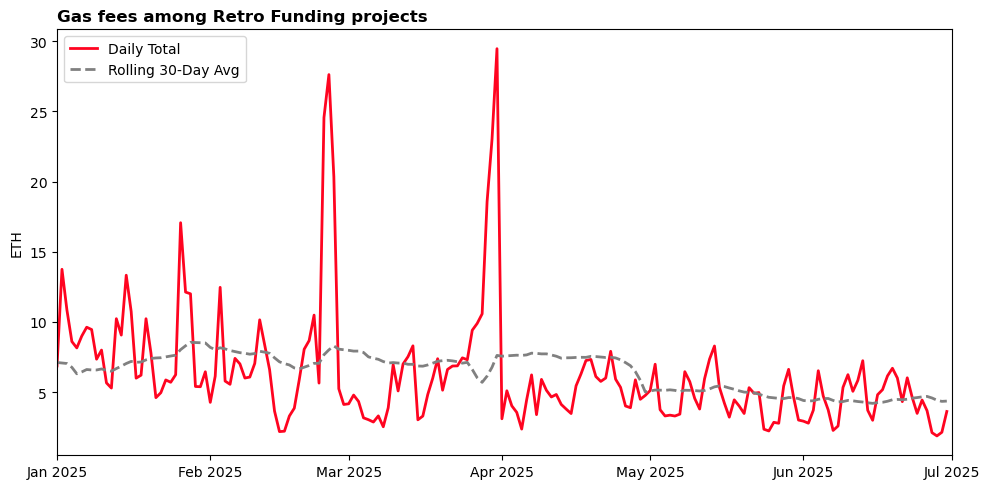 Gas fees among Retro Funding projects
Daily Total
Rolling 30-Day Avg
ETH
30
25
20
15
10
5
Jan 2025
Feb 2025
Mar 2025
Apr 2025
May 2025
Jun 2025
Jul 2025